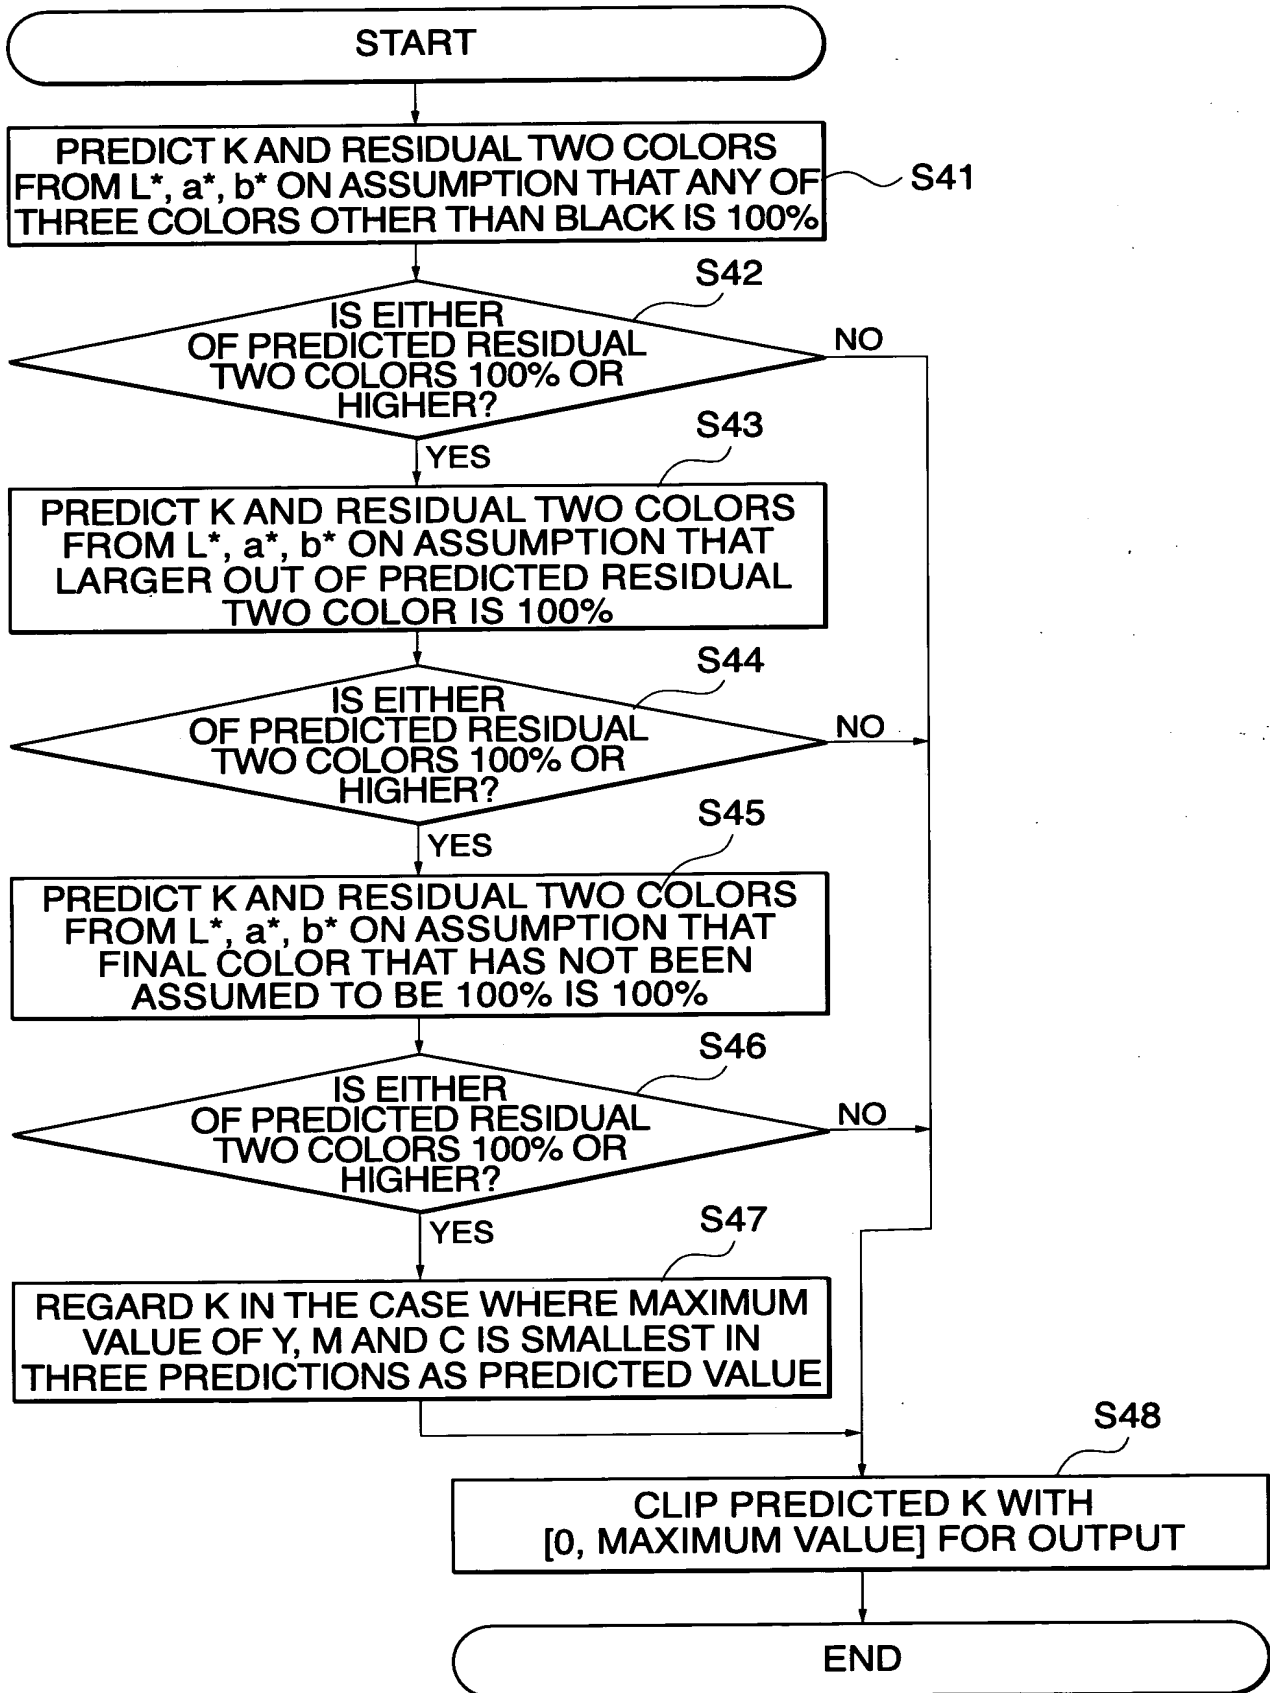 START
PREDICT K AND RESIDUAL TWO COLORS
FROM L*, a*, b* ON ASSUMPTION THAT ANY OF
THREE COLORS OTHER THAN BLACK IS 100%
S41
S42
IS EITHER
OF PREDICTED RESIDUAL
TWO COLORS 100% OR
HIGHER?
NO
YES
S43
PREDICT K AND RESIDUAL TWO COLORS
FROM L*, a*, b* ON ASSUMPTION THAT
LARGER OUT OF PREDICTED RESIDUAL
TWO COLOR IS 100%
S44
IS EITHER
OF PREDICTED RESIDUAL
TWO COLORS 100% OR
HIGHER?
NO
YES
S45
PREDICT K AND RESIDUAL TWO COLORS
FROM L*, a*, b* ON ASSUMPTION THAT
FINAL COLOR THAT HAS NOT BEEN
ASSUMED TO BE 100% IS 100%
S46
IS EITHER
OF PREDICTED RESIDUAL
TWO COLORS 100% OR
HIGHER?
NO
YES
S47
REGARD K IN THE CASE WHERE MAXIMUM
VALUE OF Y, M AND C IS SMALLEST IN
THREE PREDICTIONS AS PREDICTED VALUE
S48
CLIP PREDICTED K WITH
[0, MAXIMUM VALUE] FOR OUTPUT
END